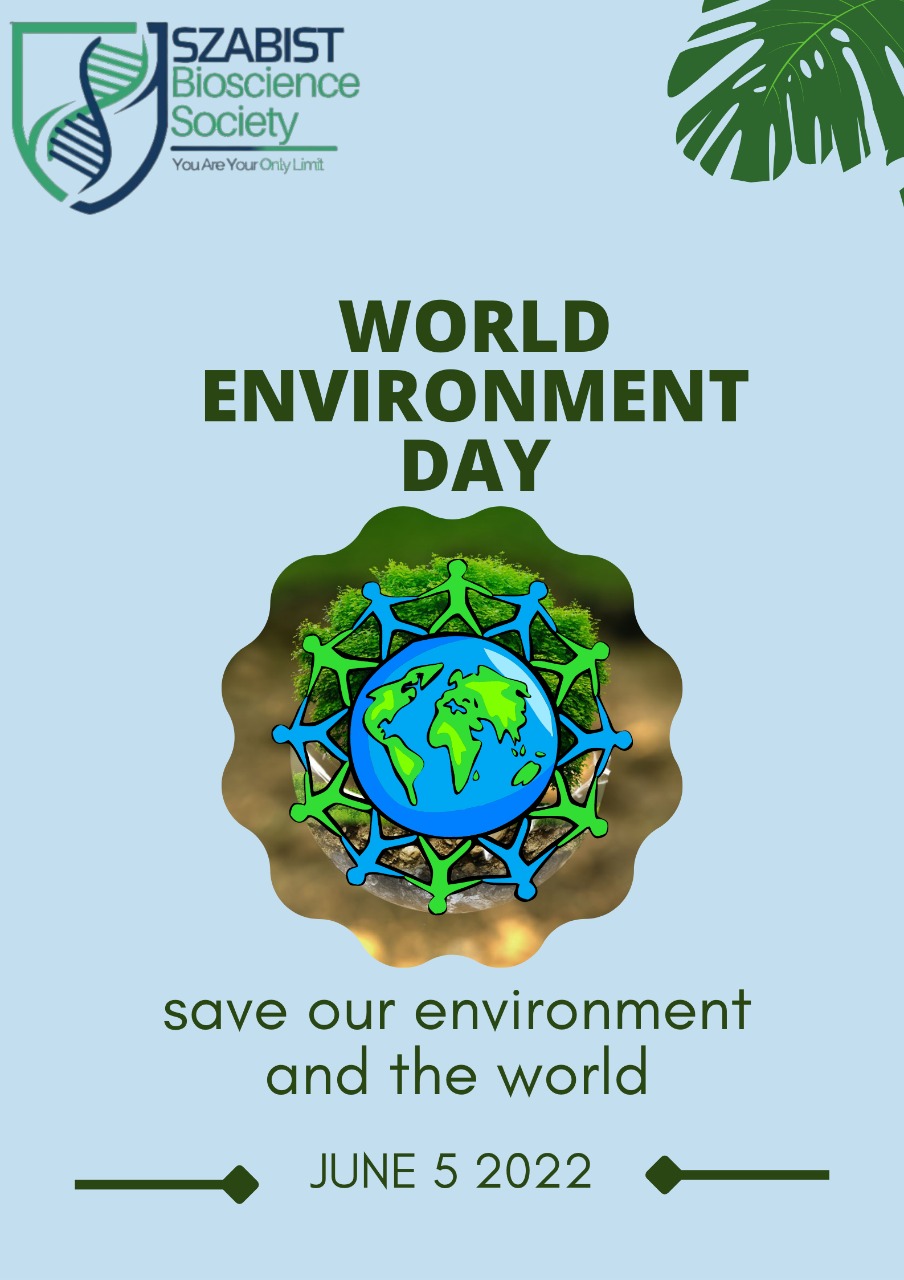 SZABIST
Bioscience
Society
You Are Your Only Limit
WORLD
ENVIRONMENT
DAY
save our environment
and the world
JUNE 5 2022